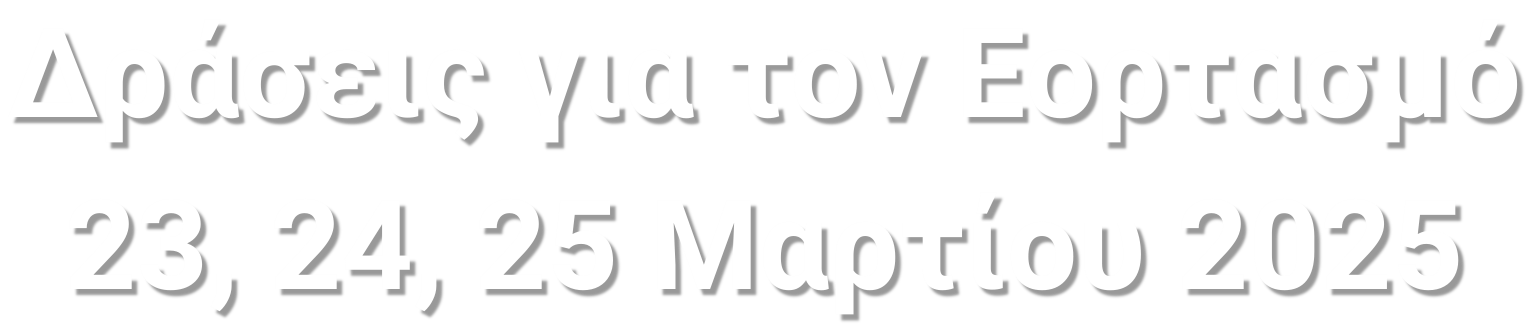 Δράσεις για τον Εορτασμό
23, 24, 25 Μαρτίου 2025